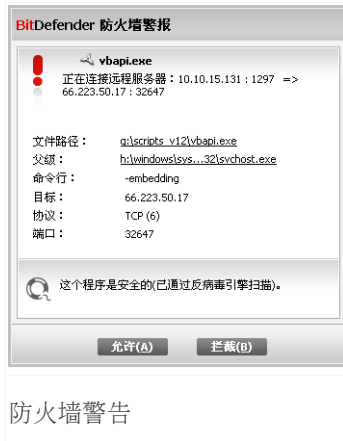 BitDefender 防火墙警报
vbapi.exe
正在连接远程服务器：10.10.15.131 : 1297 =>
66.223.50.17 : 32647
文件路径： g:\scripts_v12\vbapi.exe
父级： h:\windows\sys...32\svchost.exe
命令行： -embedding
目标： 66.223.50.17
协议： TCP (6)
端口： 32647
这个程序是安全的(已通过反病毒引擎扫描)。
允许(A) 拦截(B)
防火墙警告